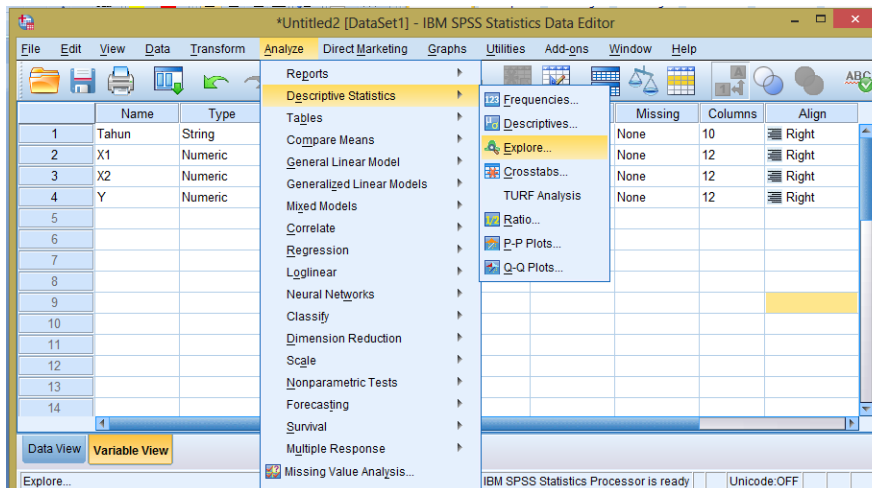 *Untitled2 [DataSet1] - IBM SPSS Statistics Data Editor
File Edit View Data Transform Analyze Direct Marketing Graphs Utilities Add-ons Window Help
Name Type Missing Columns Align
1 Tahun String None 10 Right
2 X1 Numeric None 12 Right
3 X2 Numeric None 12 Right
4 Y Numeric None 12 Right
5
6
7
8
9
10
11
12
13
14
Reports
Descriptive Statistics
Tables
Compare Means
General Linear Model
Generalized Linear Models
Mixed Models
Correlate
Regression
Loglinear
Neural Networks
Classify
Dimension Reduction
Scale
Nonparametric Tests
Forecasting
Survival
Multiple Response
Missing Value Analysis...
123 Frequencies...
Descriptives...
Explore...
Crosstabs...
TURF Analysis
1/2 Ratio...
P-P Plots...
Q-Q Plots...
A
1
ABC
Data View Variable View
Explore... IBM SPSS Statistics Processor is ready Unicode:OFF